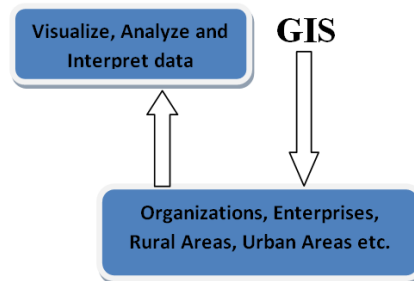 Visualize, Analyze and
Interpret data
GIS
Organizations, Enterprises,
Rural Areas, Urban Areas etc.